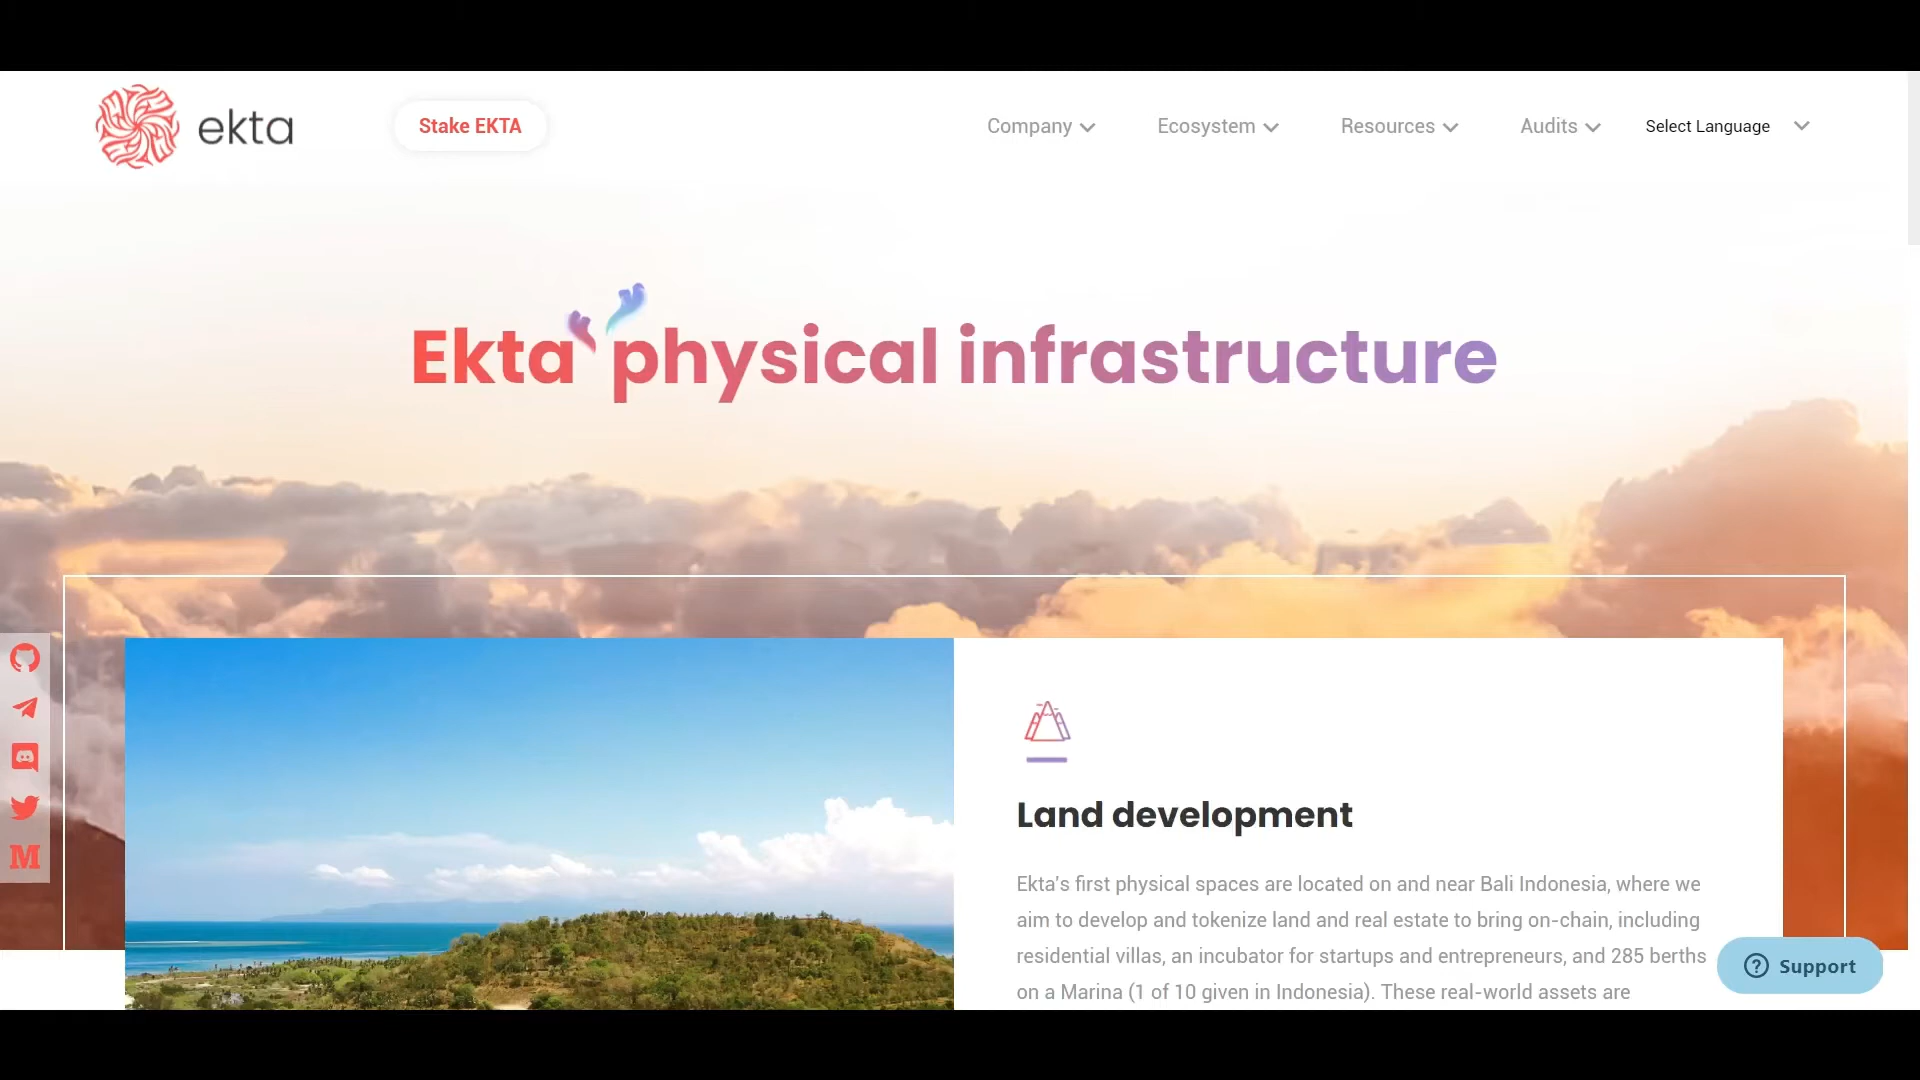 ekta
Stake EKTA
Company
Ecosystem
Resources
Audits
Select Language
Ekta physical infrastructure
Land development
Ekta's first physical spaces are located on and near Bali Indonesia, where we
aim to develop and tokenize land and real estate to bring on-chain, including
residential villas, an incubator for startups and entrepreneurs, and 285 berths
on a Marina (1 of 10 given in Indonesia). These real-world assets are
Support